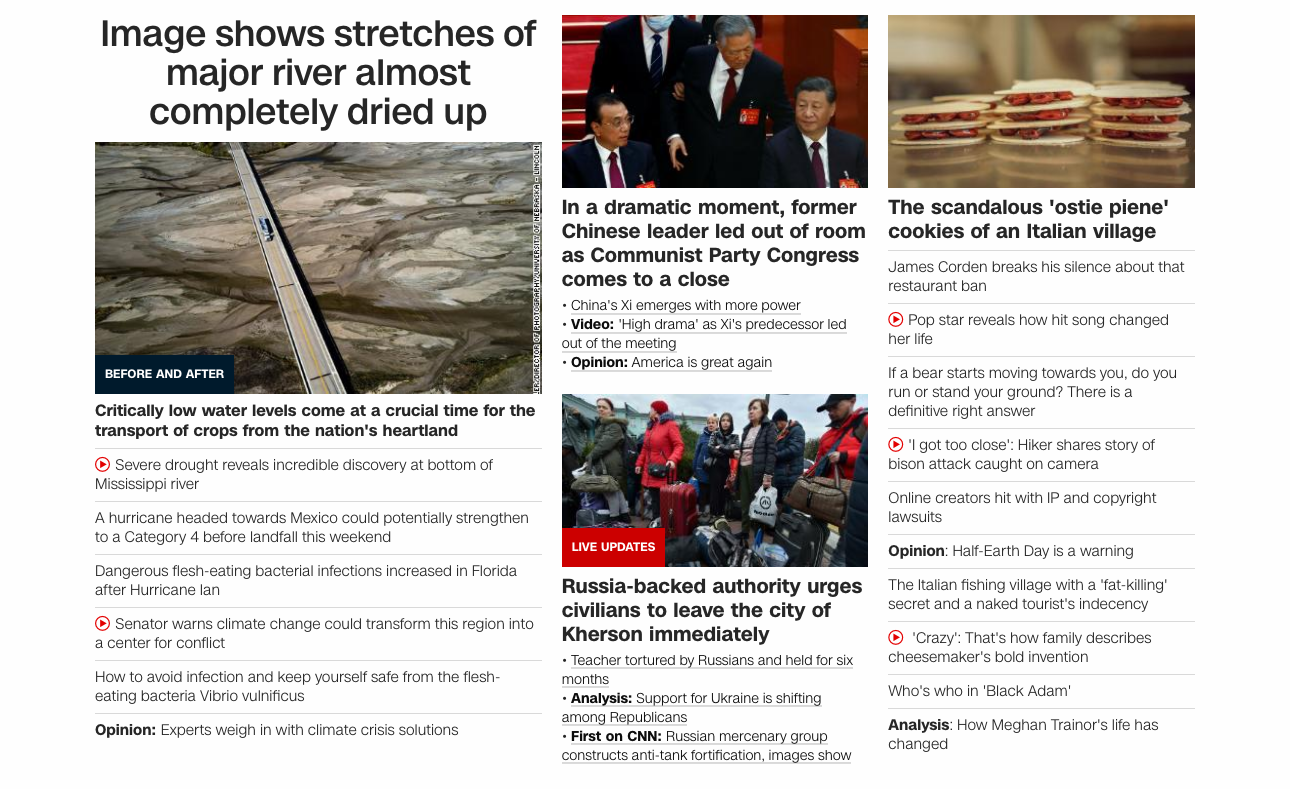 Image shows stretches of
major river almost
completely dried up
ER/DIRECTOR OF PHOTOGRAPHY/UNIVERSITY OF NEBRASKA - LINCOLN
BEFORE AND AFTER
Critically low water levels come at a crucial time for the
transport of crops from the nation's heartland
Severe drought reveals incredible discovery at bottom of
Mississippi river
A hurricane headed towards Mexico could potentially strengthen
to a Category 4 before landfall this weekend
Dangerous flesh-eating bacterial infections increased in Florida
after Hurricane Ian
Senator warns climate change could transform this region into
a center for conflict
How to avoid infection and keep yourself safe from the flesh-
eating bacteria Vibrio vulnificus
Opinion: Experts weigh in with climate crisis solutions
In a dramatic moment, former
Chinese leader led out of room
as Communist Party Congress
comes to a close
• China's Xi emerges with more power
• Video: 'High drama' as Xi's predecessor led
out of the meeting
• Opinion: America is great again
LIVE UPDATES
Russia-backed authority urges
civilians to leave the city of
Kherson immediately
• Teacher tortured by Russians and held for six
months
• Analysis: Support for Ukraine is shifting
among Republicans
• First on CNN: Russian mercenary group
constructs anti-tank fortification, images show
The scandalous 'ostie piene'
cookies of an Italian village
James Corden breaks his silence about that
restaurant ban
Pop star reveals how hit song changed
her life
If a bear starts moving towards you, do you
run or stand your ground? There is a
definitive right answer
'I got too close': Hiker shares story of
bison attack caught on camera
Online creators hit with IP and copyright
lawsuits
Opinion: Half-Earth Day is a warning
The Italian fishing village with a 'fat-killing'
secret and a naked tourist's indecency
'Crazy': That's how family describes
cheesemaker's bold invention
Who's who in 'Black Adam'
Analysis: How Meghan Trainor's life has
changed